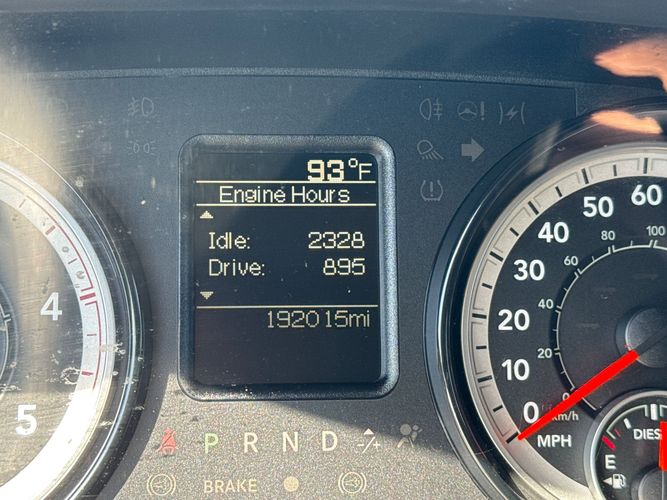 93°F
Engine Hours
Idle: 2328
Drive: 895
192015mi
4
5
60
50
40
30
20
10
0
100
80
60
40
20
0
km/h
MPH
DIES
E
P R N D -/+
BRAKE